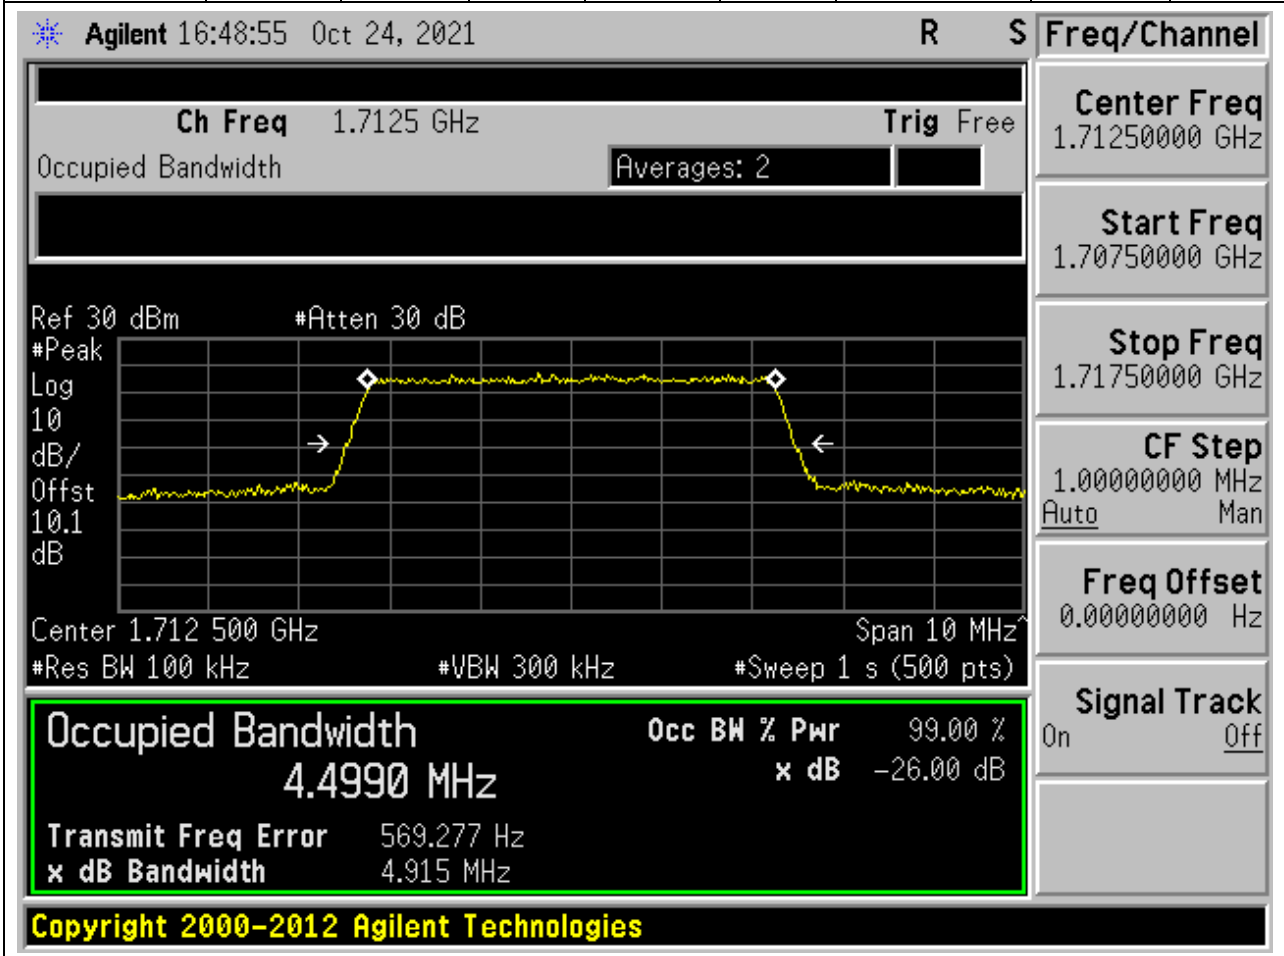 Agilent 16:48:55 Oct 24, 2021 R S Freq/Channel
Ch Freq 1.7125 GHz Trig Free
Occupied Bandwidth Averages: 2
Center Freq
1.71250000 GHz
Start Freq
1.70750000 GHz
Stop Freq
1.71750000 GHz
CF Step
1.00000000 MHz
Auto Man
Freq Offset
0.00000000 Hz
Signal Track
On Off
Ref 30 dBm #Atten 30 dB
#Peak
Log
10
dB/
Offst
10.1
dB
Center 1.712 500 GHz Span 10 MHz^
#Res BW 100 kHz #VBW 300 kHz #Sweep 1 s (500 pts)
Occupied Bandwidth Occ BW % Pwr 99.00 %
4.4990 MHz x dB -26.00 dB
Transmit Freq Error 569.277 Hz
x dB Bandwidth 4.915 MHz
Copyright 2000-2012 Agilent Technologies